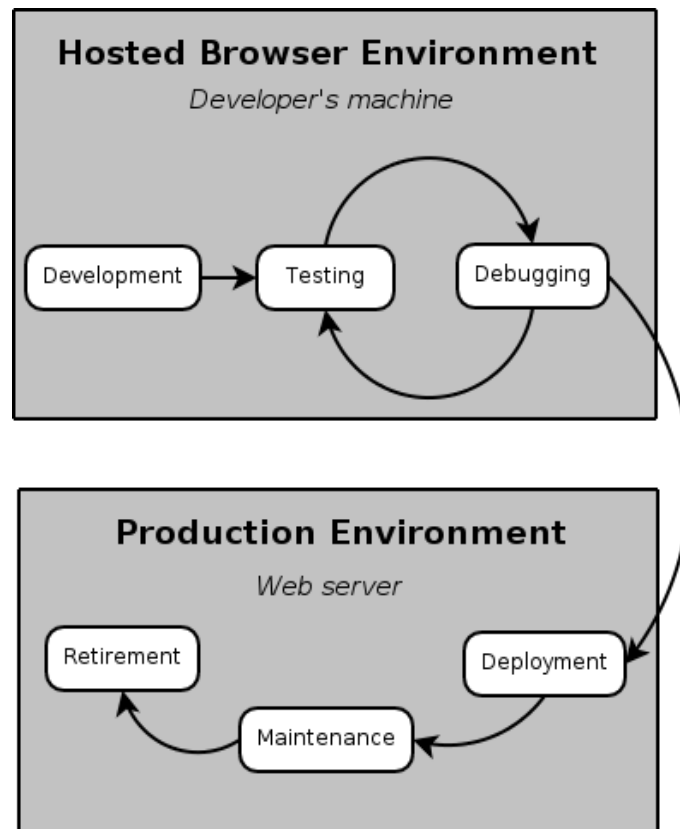 Hosted Browser Environment
Developer's machine
Development
Testing
Debugging
Production Environment
Web server
Retirement
Deployment
Maintenance